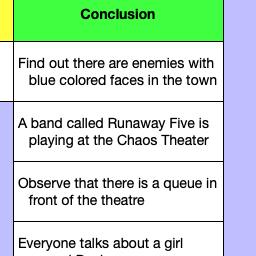 Conclusion
Find out there are enemies with
blue colored faces in the town
A band called Runaway Five is
playing at the Chaos Theater
Observe that there is a queue in
front of the theatre
Everyone talks about a girl